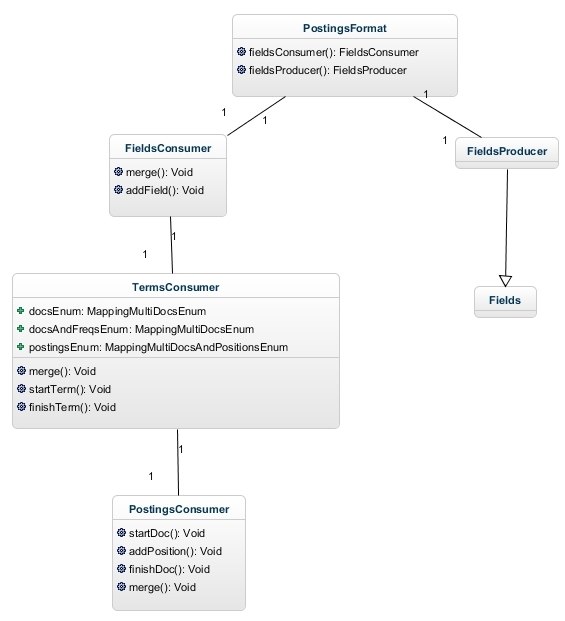 PostingsFormat
fieldsConsumer(): FieldsConsumer
fieldsProducer(): FieldsProducer
1
1
1
1
FieldsConsumer
merge(): Void
addField(): Void
FieldsProducer
1
1
TermsConsumer
docsEnum: MappingMultiDocsEnum
docsAndFreqsEnum: MappingMultiDocsEnum
postingsEnum: MappingMultiDocsAndPositionsEnum
merge(): Void
startTerm(): Void
finishTerm(): Void
Fields
1
1
PostingsConsumer
startDoc(): Void
addPosition(): Void
finishDoc(): Void
merge(): Void